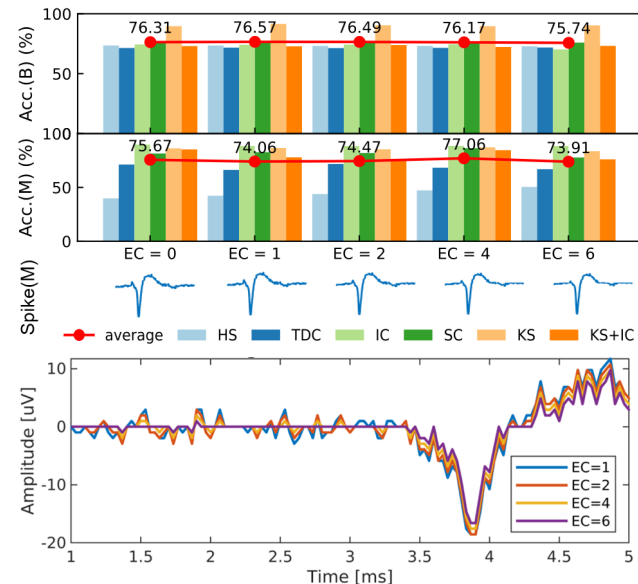 Acc.(B) (%)
100
50
0
76.31 76.57 76.49 76.17 75.74
Acc.(M) (%)
100
50
0
75.67 74.06 74.47 77.06 73.91
EC = 0 EC = 1 EC = 2 EC = 4 EC = 6
Spike(M)
average HS TDC IC SC KS KS+IC
Amplitude [uV]
10
0
-10
-20
EC=1
EC=2
EC=4
EC=6
1 1.5 2 2.5 3 3.5 4 4.5 5
Time [ms]